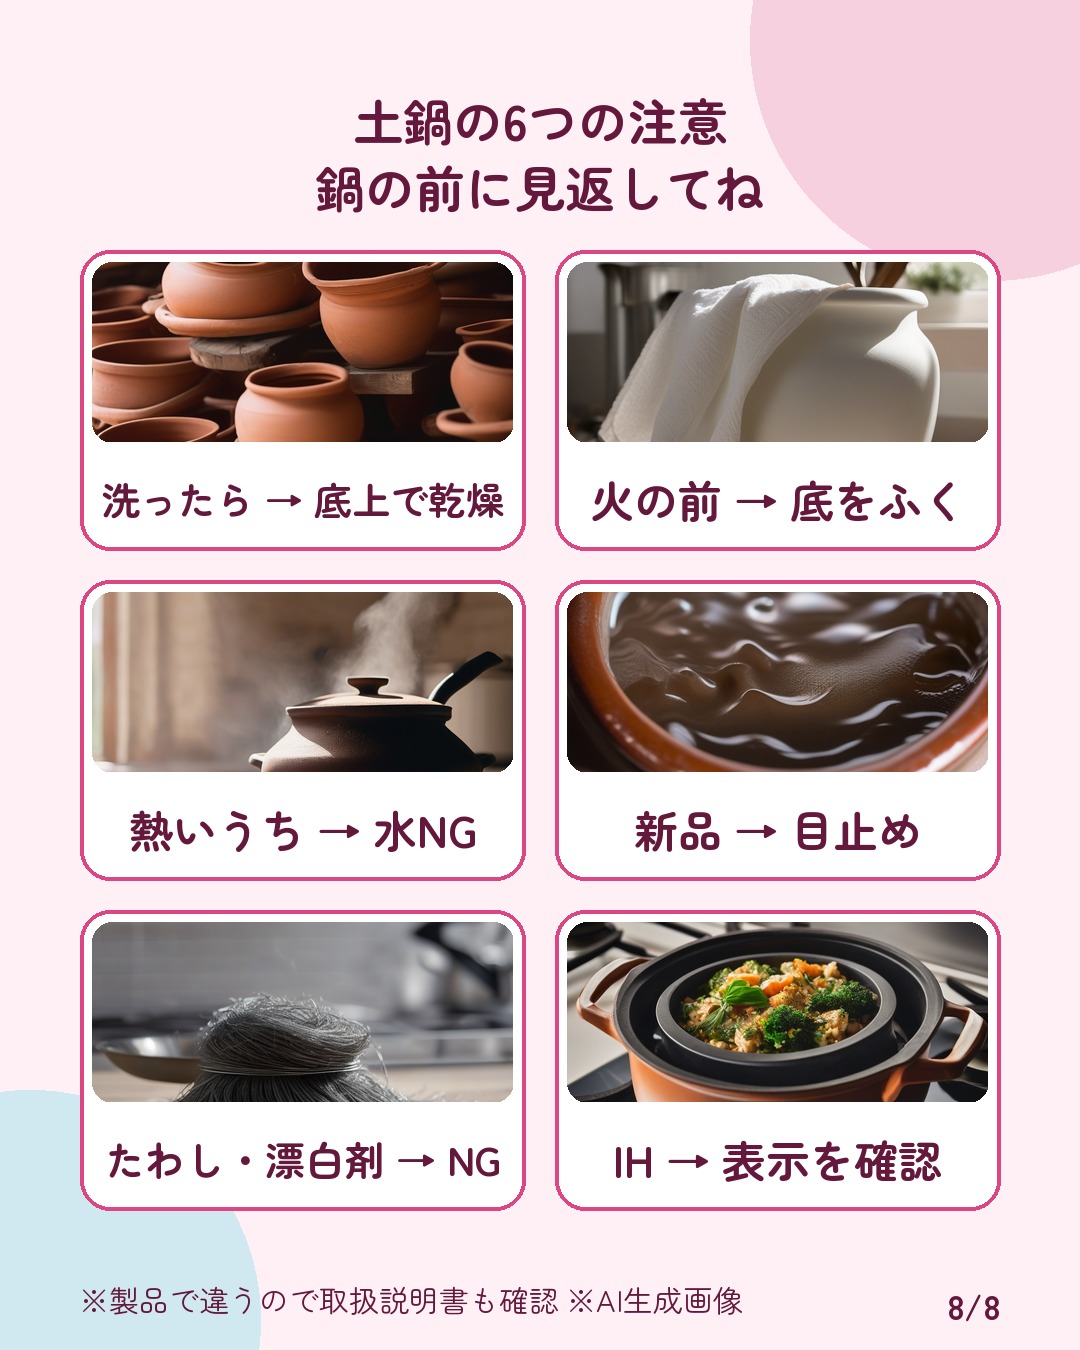 土鍋の6つの注意
鍋の前に見返してね
洗ったら → 底上で乾燥
火の前 → 底をふく
熱いうち → 水NG
新品 → 目止め
たわし・漂白剤 → NG
IH → 表示を確認
※製品で違うので取扱説明書も確認 ※AI生成画像
8/8